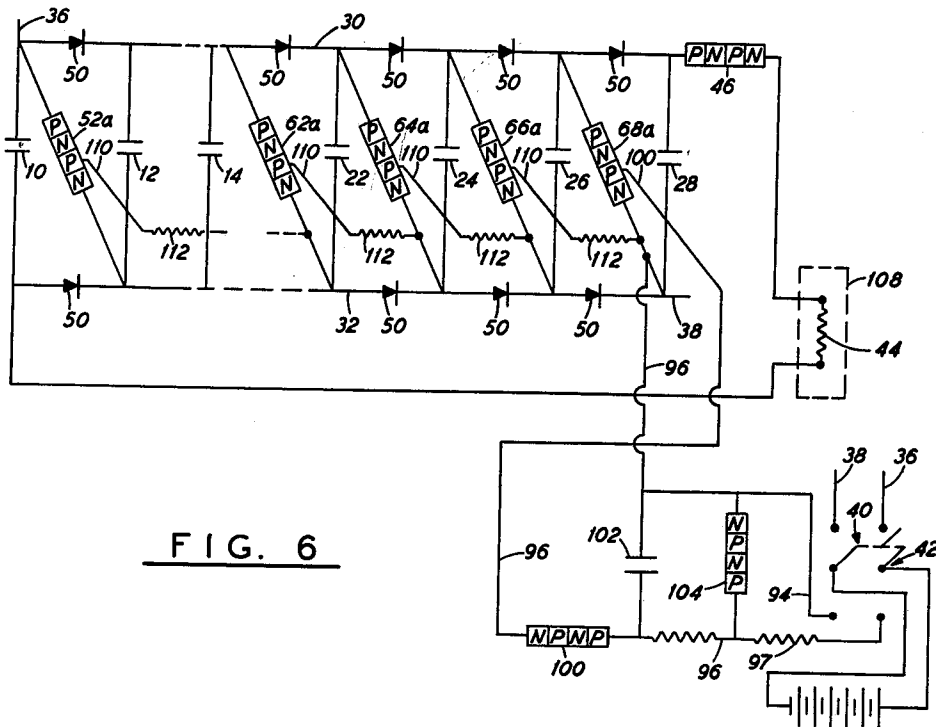 36 30
50 50 50 50 50 PNPN
46
PNPN 52a PNPN 62a PNPN 64a PNPN 66a PNPN 68a
10 110 12 14 110 22 110 24 110 26 100 28
112 112 112 112
50 32 50 50 50 38
108
44
96
38 36
40
42
102 NPNP
104
96 94
FIG. 6
NPNP
100 96 97